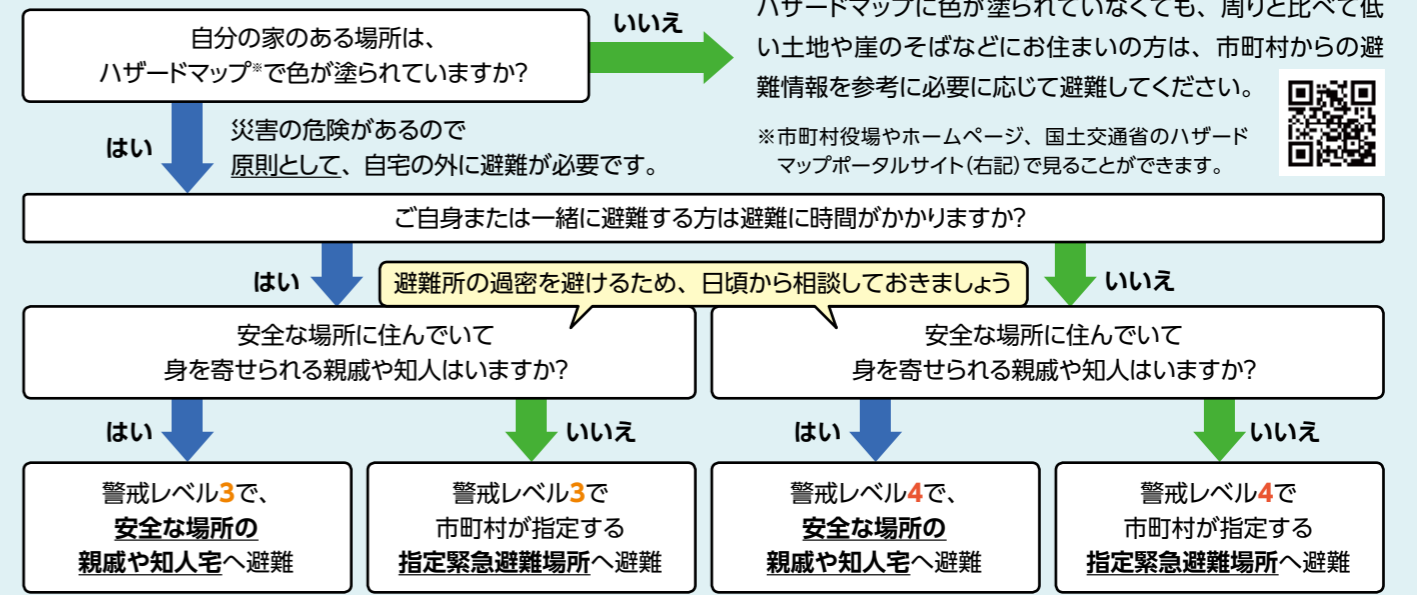 自分の家のある場所は、
ハザードマップ※で色が塗られていますか?
いいえ
ハザードマップに色が塗られていなくても、周りと比べて低
い土地や崖のそばなどにお住まいの方は、市町村からの避
難情報を参考に必要に応じて避難してください。
※市町村役場やホームページ、国土交通省のハザード
マップポータルサイト(右記)で見ることができます。
はい
災害の危険があるので
原則として、自宅の外に避難が必要です。
ご自身または一緒に避難する方は避難に時間がかかりますか?
はい
避難所の過密を避けるため、日頃から相談しておきましょう
いいえ
安全な場所に住んでいて
身を寄せられる親戚や知人はいますか?
安全な場所に住んでいて
身を寄せられる親戚や知人はいますか?
はい
いいえ
はい
いいえ
警戒レベル3で、
安全な場所の
親戚や知人宅へ避難
警戒レベル3で
市町村が指定する
指定緊急避難場所へ避難
警戒レベル4で、
安全な場所の
親戚や知人宅へ避難
警戒レベル4で
市町村が指定する
指定緊急避難場所へ避難